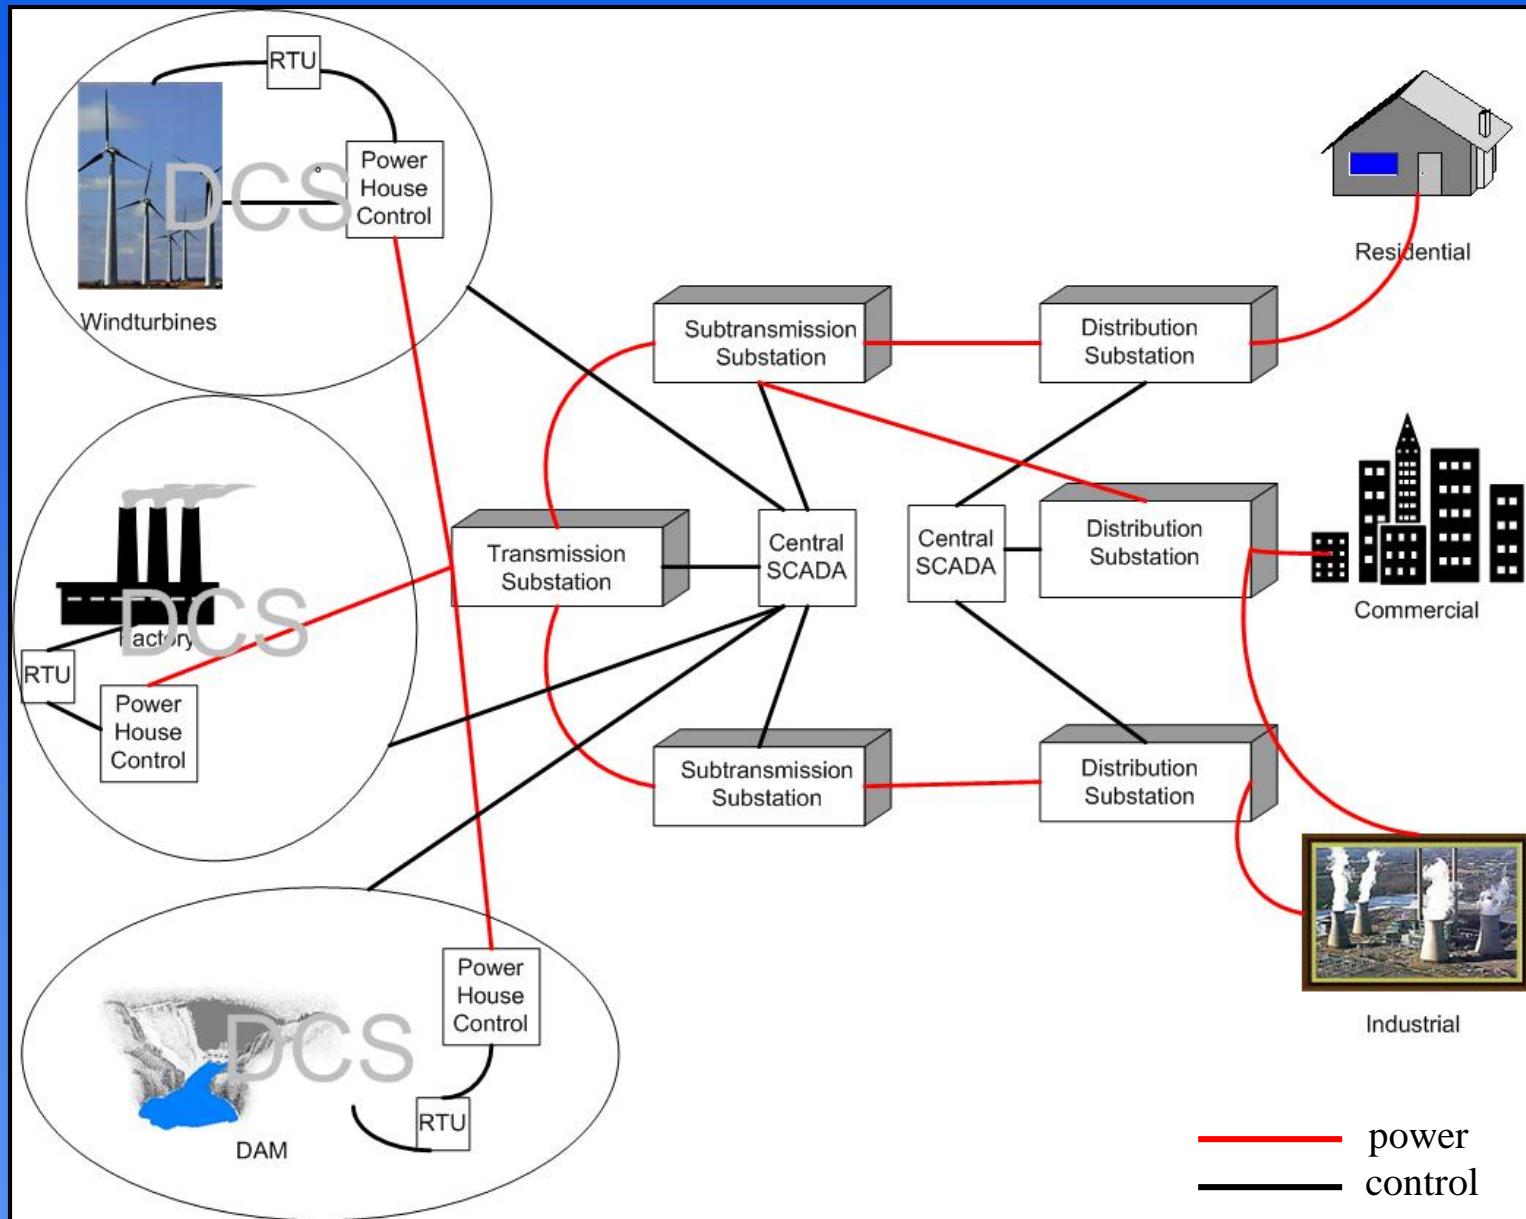 RTU
Power
House
Control
DCS
Windturbines
Residential
Subtransmission
Substation
Distribution
Substation
Transmission
Substation
Central
SCADA
Central
SCADA
Distribution
Substation
Commercial
DCS
Factory
RTU
Power
House
Control
Subtransmission
Substation
Distribution
Substation
Industrial
Power
House
Control
DCS
RTU
DAM
power
control